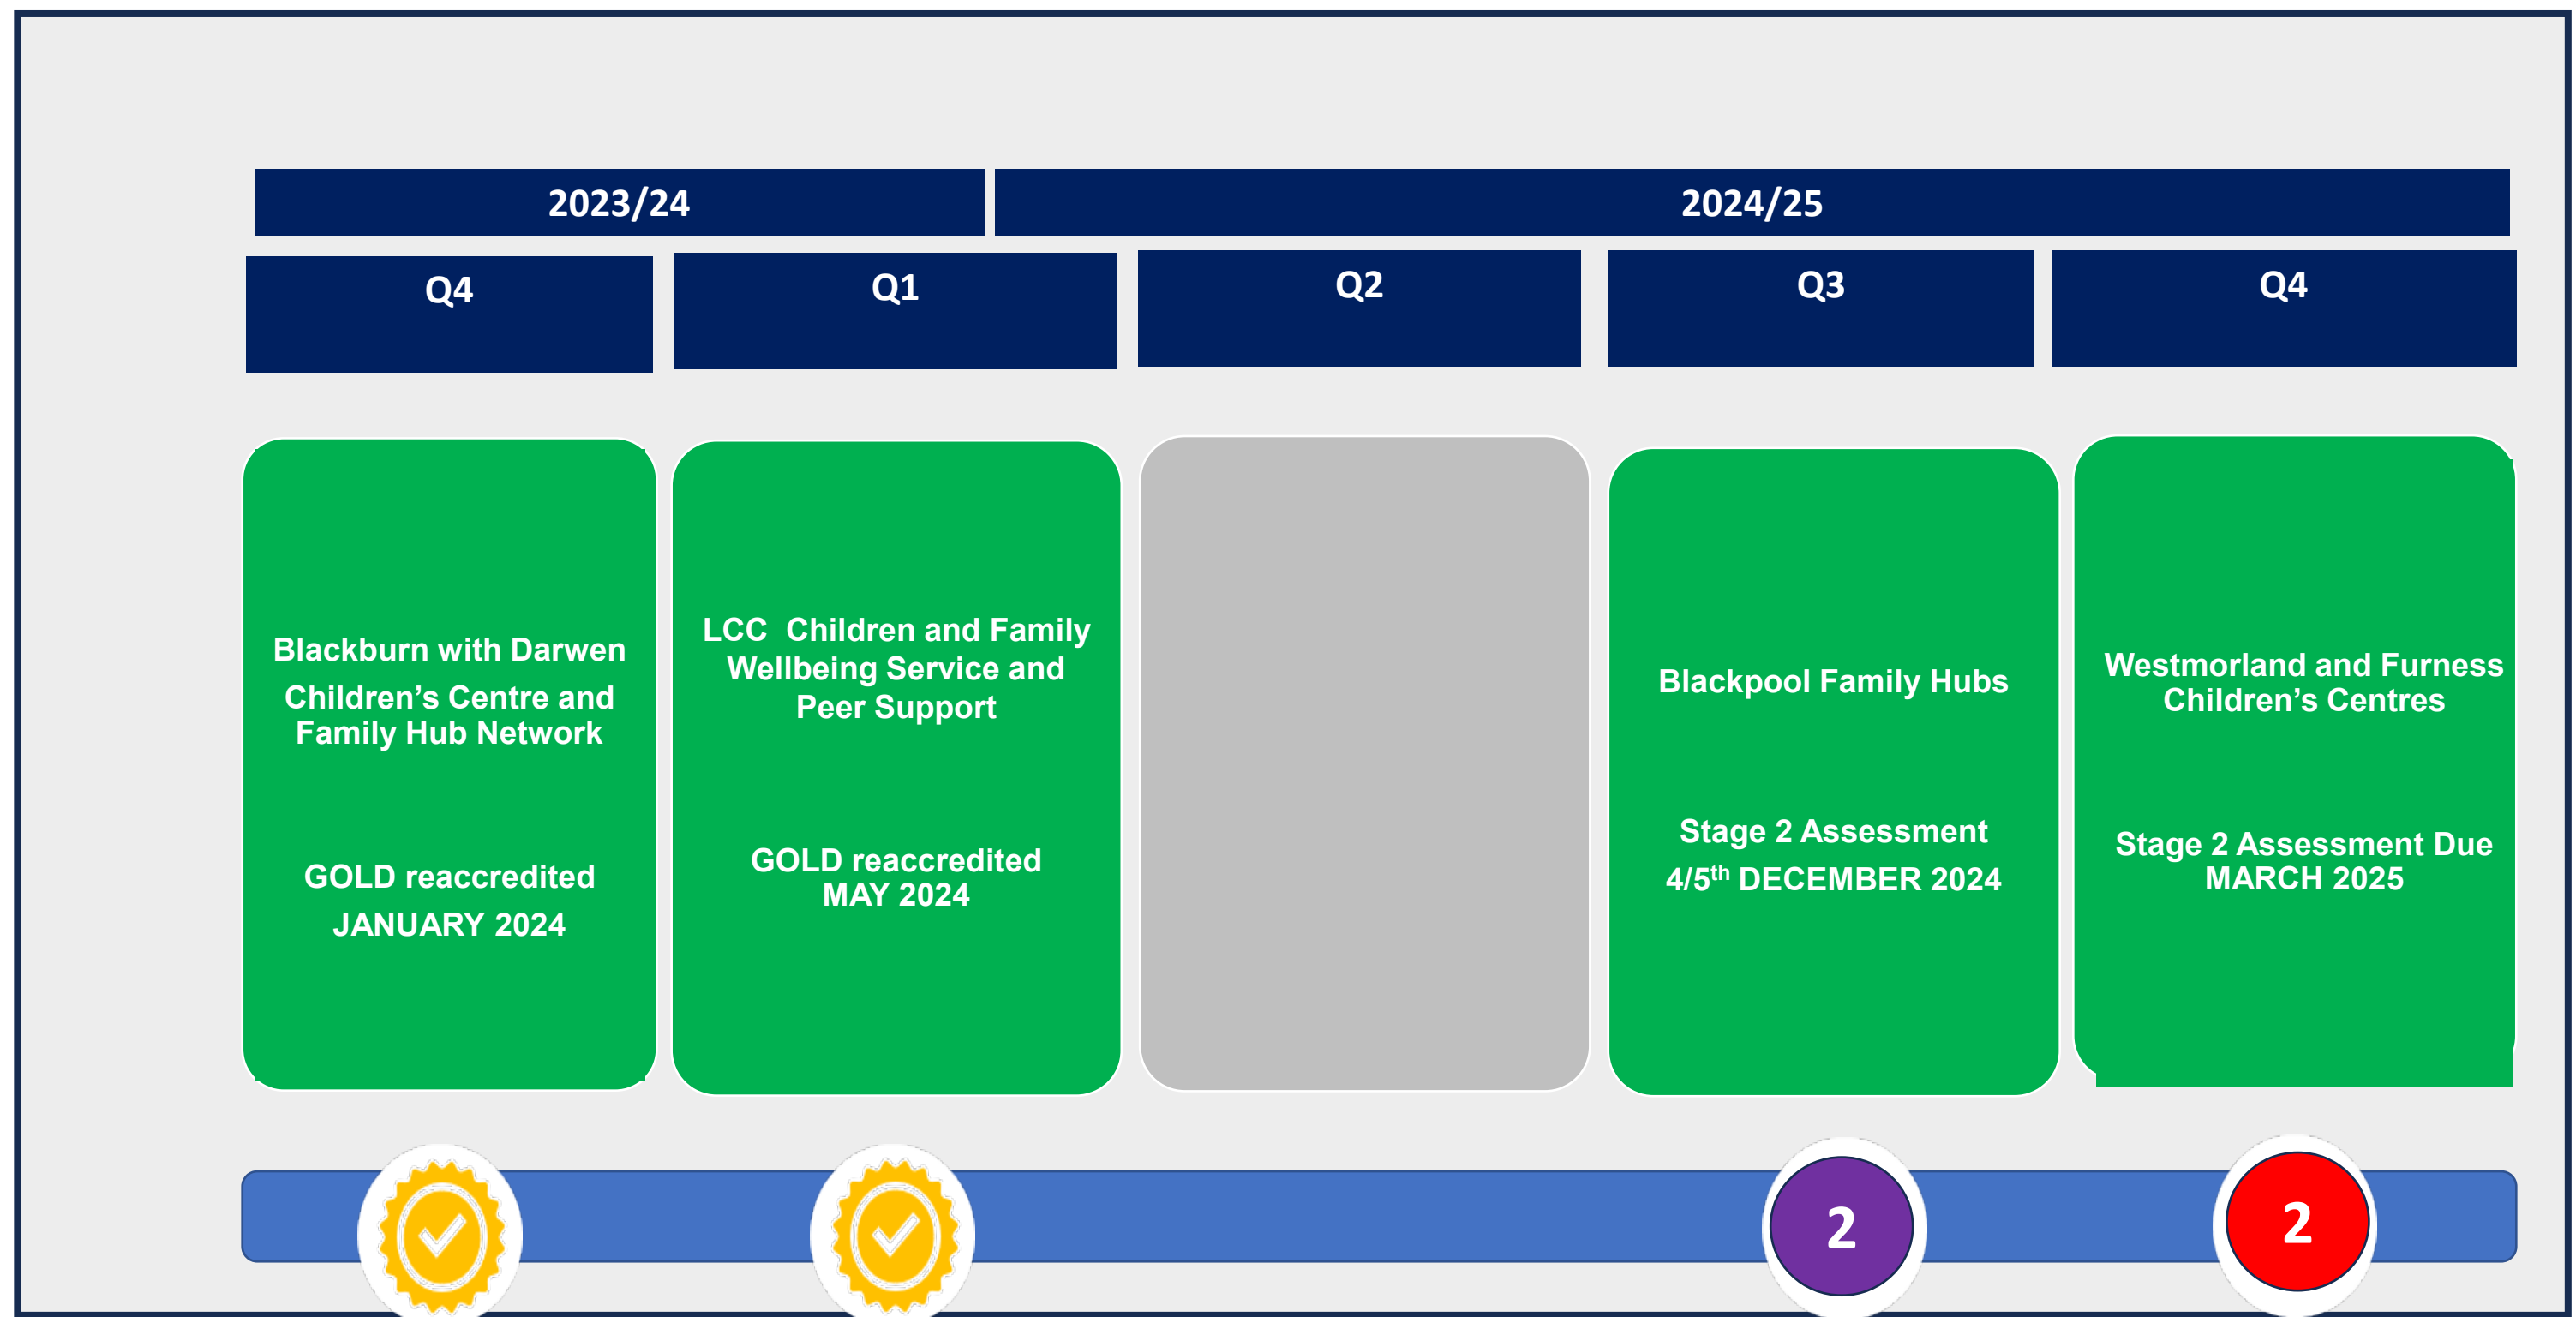 2023/24
2024/25
Q4
Q1
Q2
Q3
Q4
Blackburn with Darwen
Children’s Centre and
Family Hub Network
GOLD reaccredited
JANUARY 2024
LCC  Children and Family
Wellbeing Service and
Peer Support
GOLD reaccredited
MAY 2024
Blackpool Family Hubs
Stage 2 Assessment
4/5th DECEMBER 2024
Westmorland and Furness
Children’s Centres
Stage 2 Assessment Due
MARCH 2025
2
2